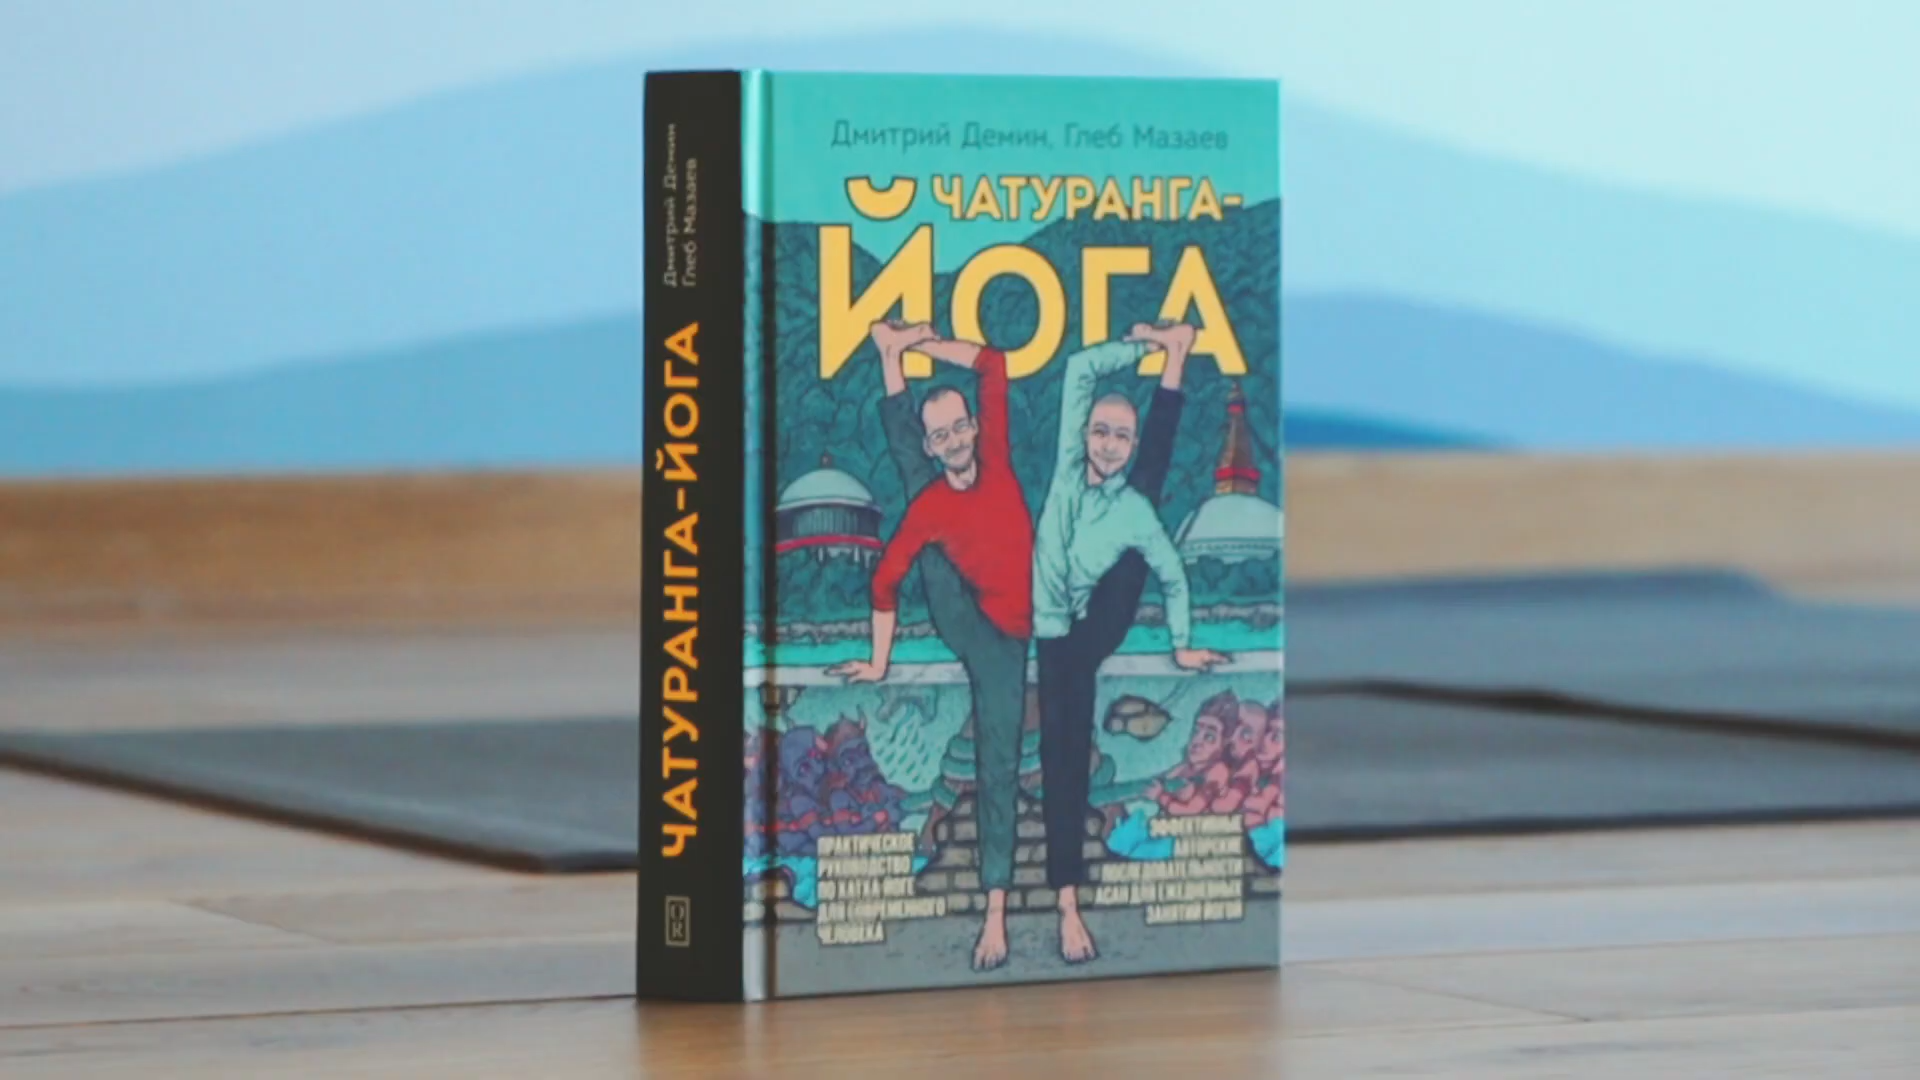 Дмитрий Демин
Глеб Мазаев
ЧАТУРАНГА-ЙОГА
OR
Дмитрий Демин, Глеб Мазаев
ЧАТУРАНГА-
ЙОГА
ПРАКТИЧЕСКОЕ
РУКОВОДСТВО
ПО ХАТХА ЙОГЕ
ДЛЯ СОВРЕМЕННОГО
ЧЕЛОВЕКА
ЭФФЕКТИВНЫЕ
АВТОРСКИЕ
ПОСЛЕДОВАТЕЛЬНОСТИ
АСАН ДЛЯ ЕЖЕДНЕВНЫХ
ЗАНЯТИЙ ЙОГОЙ